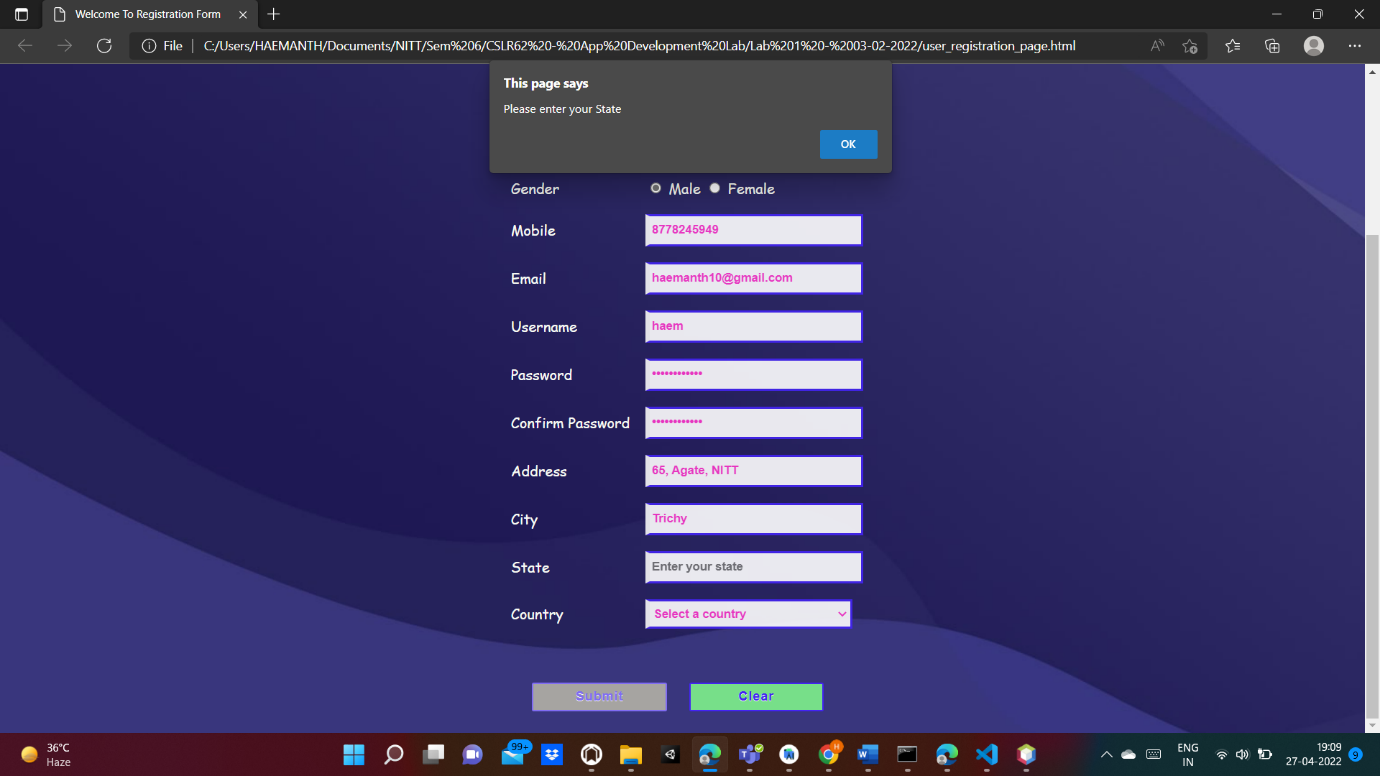 Welcome To Registration Form
File C:/Users/HAEMANTH/Documents/NITT/Sem%206/CSLR62%20-%20App%20Development%20Lab/Lab%201%20-%2003-02-2022/user_registration_page.html
This page says
Please enter your State
OK
Gender Male Female
Mobile 8778245949
Email haemanth10@gmail.com
Username haem
Password ••••••••••••
Confirm Password ••••••••••••
Address 65, Agate, NITT
City Trichy
State Enter your state
Country Select a country
Submit Clear
36°C
Haze
99+
ENG
IN
19:09
27-04-2022
9